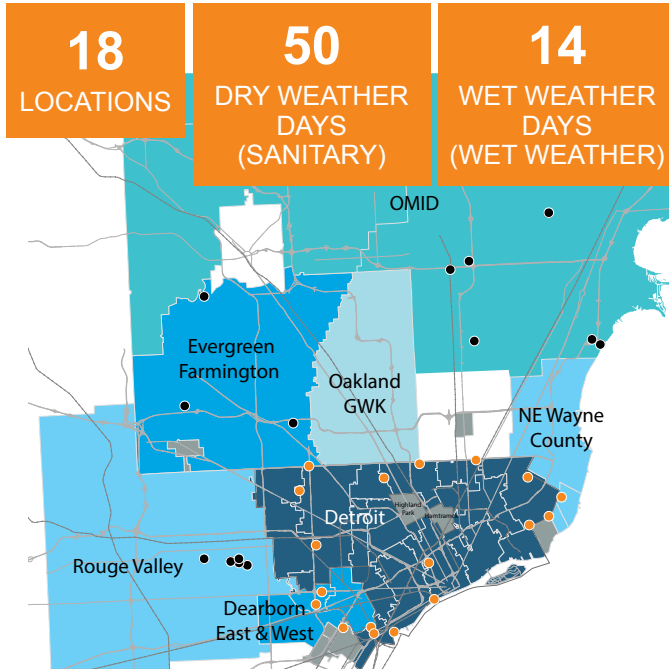 18
LOCATIONS
50
DRY WEATHER
DAYS
(SANITARY)
14
WET WEATHER
DAYS
(WET WEATHER)
OMID
Evergreen
Farmington
Oakland
GWK
NE Wayne
County
Highland
Park
Hamtramck
Detroit
Rouge Valley
Dearborn
East & West